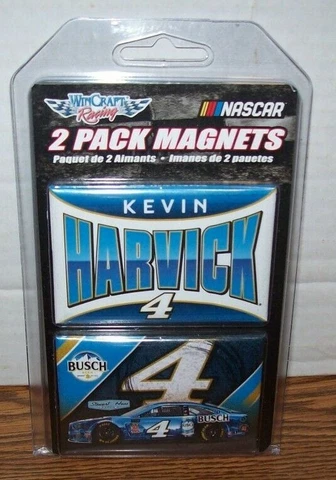 WINCRAFT
Racing
NASCAR
2 PACK MAGNETS
Paquet de 2 Aimants • Imanes de 2 pauetes
KEVIN
HARVICK
4
BUSCH
4
4
BUSCH